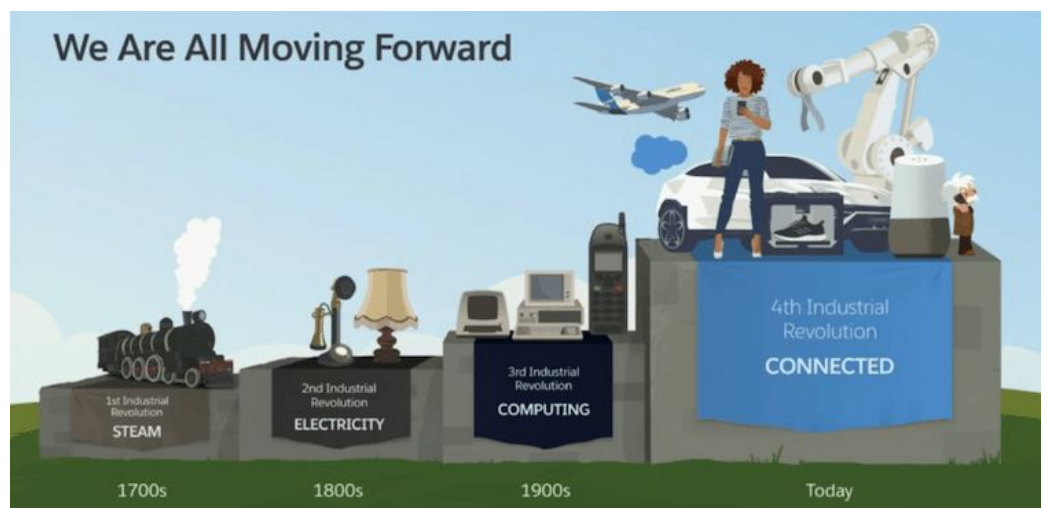 We Are All Moving Forward
1st Industrial
Revolution
STEAM
2nd Industrial
Revolution
ELECTRICITY
3rd Industrial
Revolution
COMPUTING
4th Industrial
Revolution
CONNECTED
1700s
1800s
1900s
Today